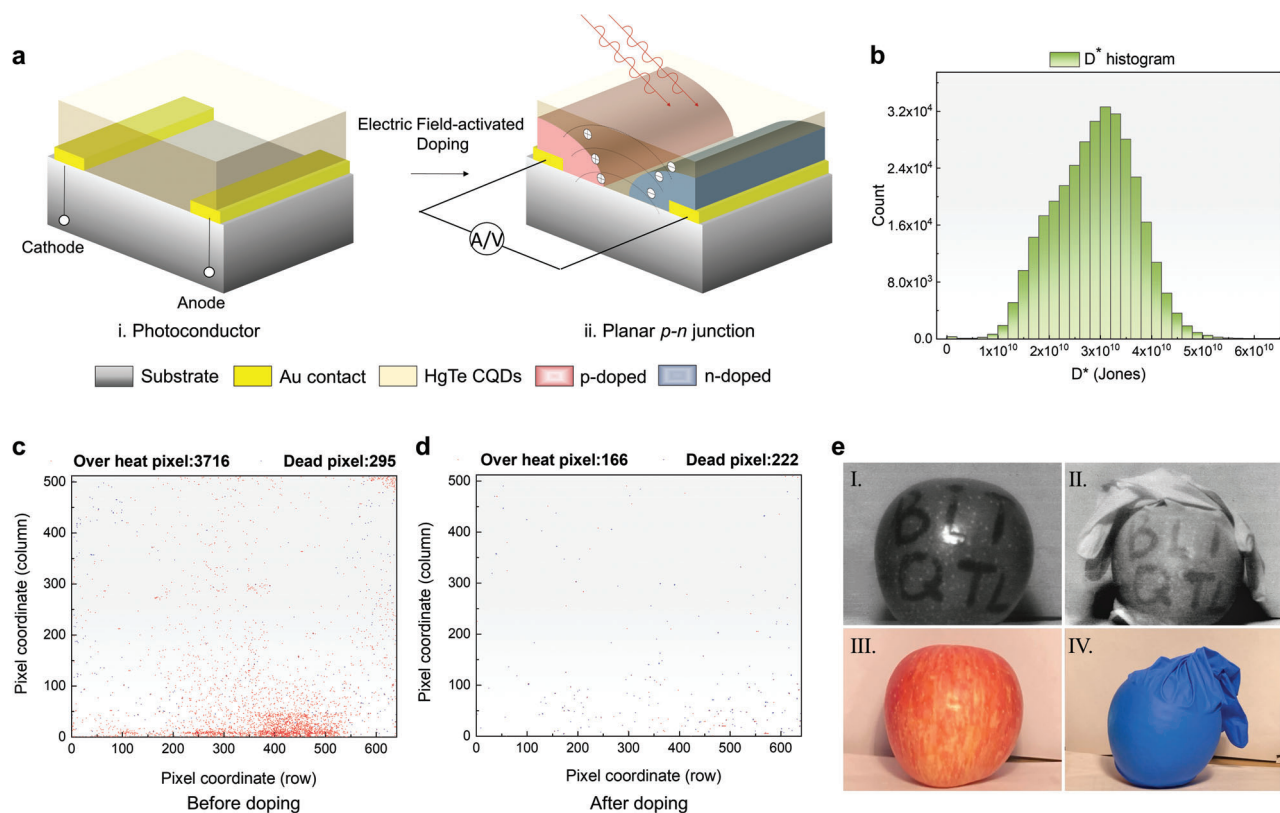 a
Electric Field-activated
Doping
Cathode
Anode
A/V
i. Photoconductor
ii. Planar p-n junction
Substrate
Au contact
HgTe CQDs
p-doped
n-doped
b
D* histogram
3.2x10⁴
2.4x10⁴
1.6x10⁴
8.0x10³
0.0
Count
0
1x10¹⁰
2x10¹⁰
3x10¹⁰
4x10¹⁰
5x10¹⁰
6x10¹⁰
D* (Jones)
c
Over heat pixel:3716
Dead pixel:295
500
400
300
200
100
0
Pixel coordinate (column)
0
100
200
300
400
500
600
Pixel coordinate (row)
Before doping
d
Over heat pixel:166
Dead pixel:222
500
400
300
200
100
0
Pixel coordinate (column)
0
100
200
300
400
500
600
Pixel coordinate (row)
After doping
e
I.
BLI
QTL
II.
BLI
QTL
III.
IV.